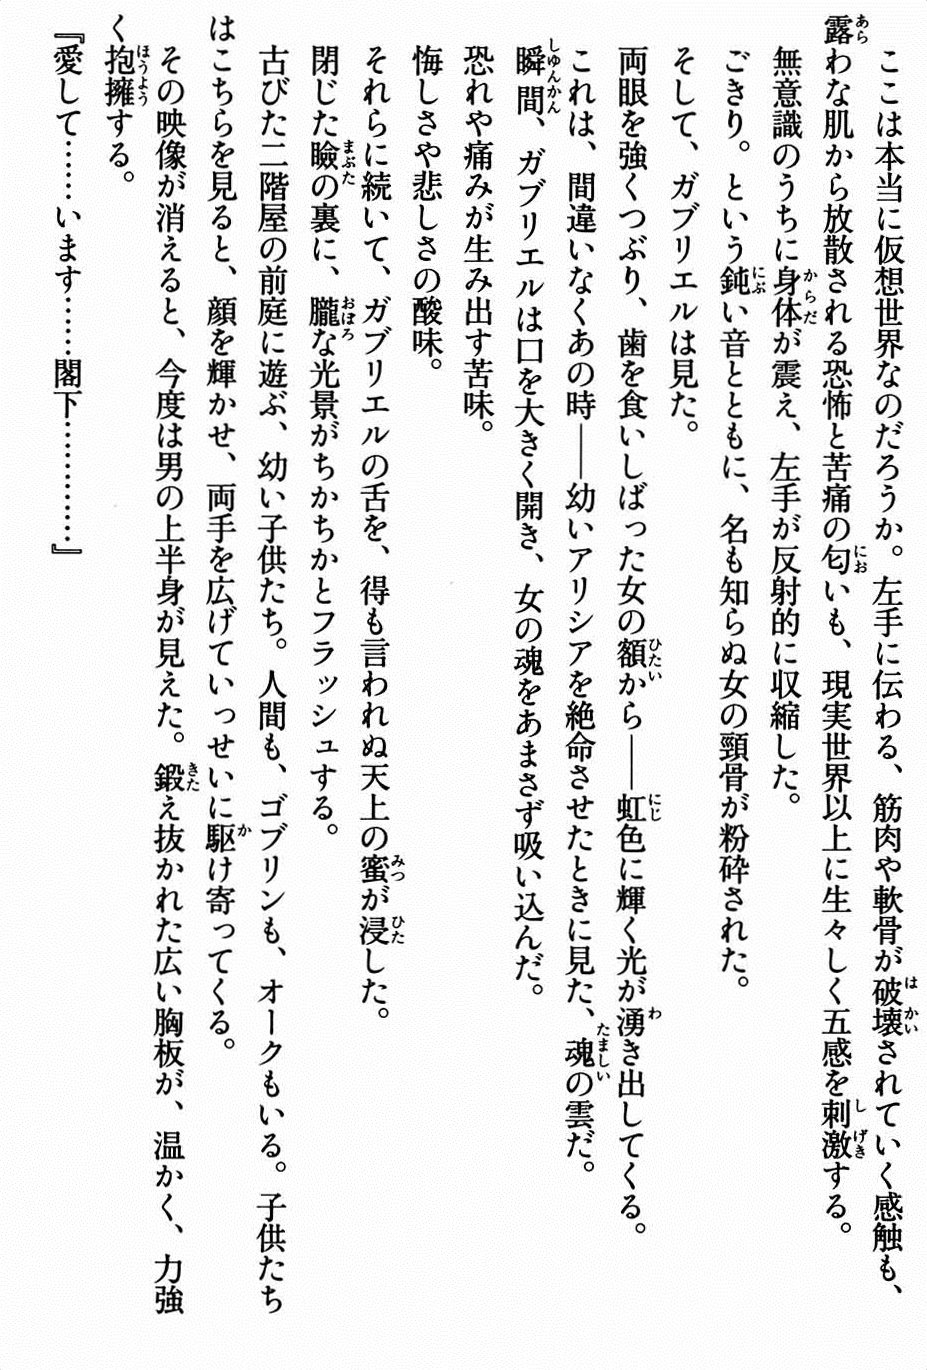 ここは本当に仮想世界なのだろうか。左手に伝わる、筋肉や軟骨が破壊されていく感触も、
露わな肌から放散される恐怖と苦痛の匂いも、現実世界以上に生々しく五感を刺激する。
無意識のうちに身体が震え、左手が反射的に収縮した。
ごきり。という鈍い音とともに、名も知らぬ女の頸骨が粉砕された。
そして、ガブリエルは見た。
両眼を強くつぶり、歯を食いしばった女の額から――虹色に輝く光が湧き出してくる。
これは、間違いなくあの時――幼いアリシアを絶命させたときに見た、魂の雲だ。
瞬間、ガブリエルは口を大きく開き、女の魂をあまさず吸い込んだ。
恐れや痛みが生み出す苦味。
悔しさや悲しさの酸味。
それらに続いて、ガブリエルの舌を、得も言われぬ天上の蜜が浸した。
閉じた瞼の裏に、朧な光景がちかちかとフラッシュする。
古びた二階屋の前庭に遊ぶ、幼い子供たち。人間も、ゴブリンも、オークもいる。子供たち
はこちらを見ると、顔を輝かせ、両手を広げていっせいに駆け寄ってくる。
その映像が消えると、今度は男の上半身が見えた。鍛え抜かれた広い胸板が、温かく、力強
く抱擁する。
『愛して……います……閣下…………』